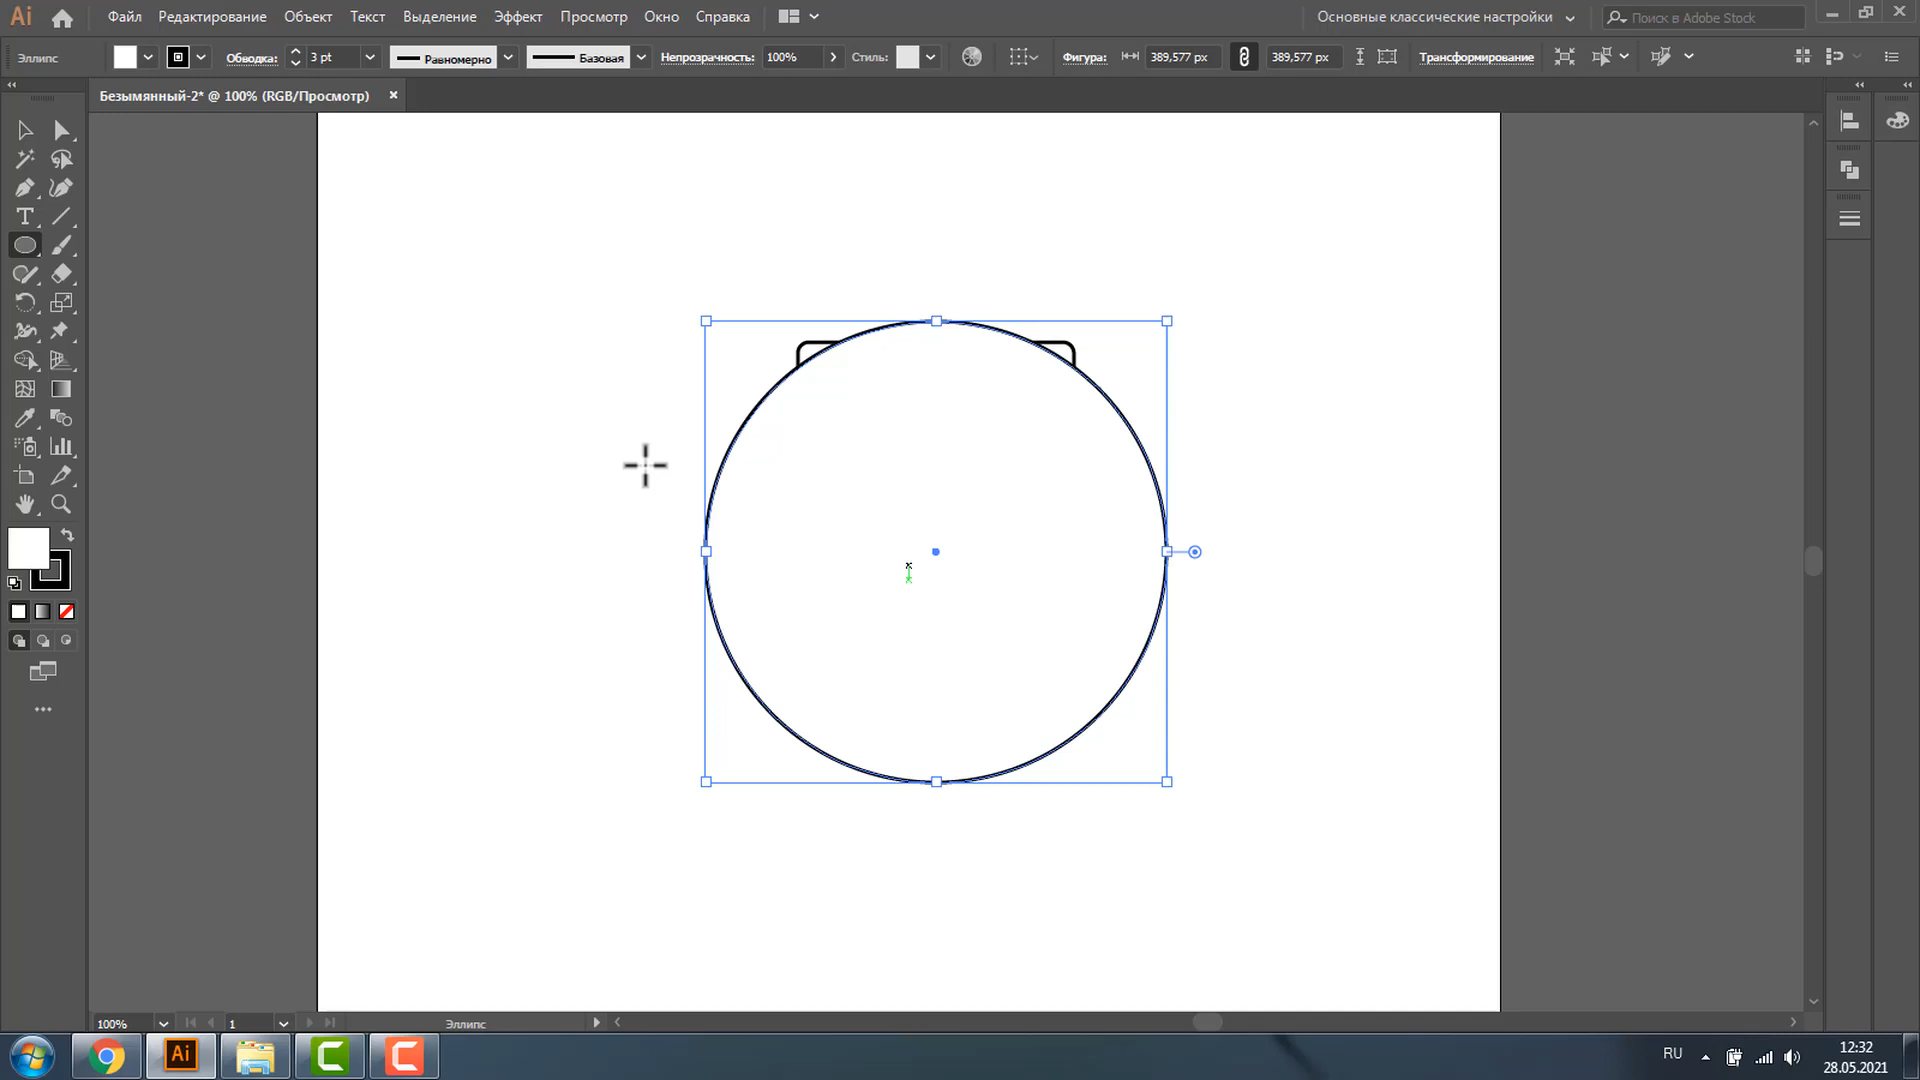 Ai Файл Редактирование Объект Текст Выделение Эффект Просмотр Окно Справка Основные классические настройки Поиск в Adobe Stock
Эллипс Обводка: 3 pt Равномерно Базовая Непрозрачность: 100% Стиль: Фигура: 389,577 px 389,577 px Трансформирование
Безымянный-2* @ 100% (RGB/Просмотр)
T
100% 1 Эллипс
Ai RU 12:32
28.05.2021